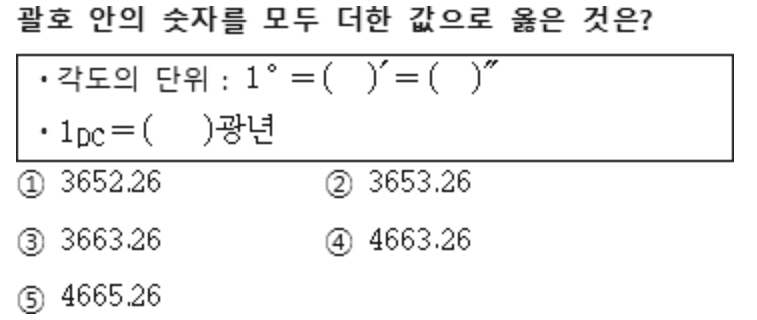 괄호 안의 숫자를 모두 더한 값으로 옳은 것은?
・각도의 단위 : 1°=(  )′=(  )″
・1pc=(  )광년
① 3652.26 ② 3653.26
③ 3663.26 ④ 4663.26
⑤ 4665.26